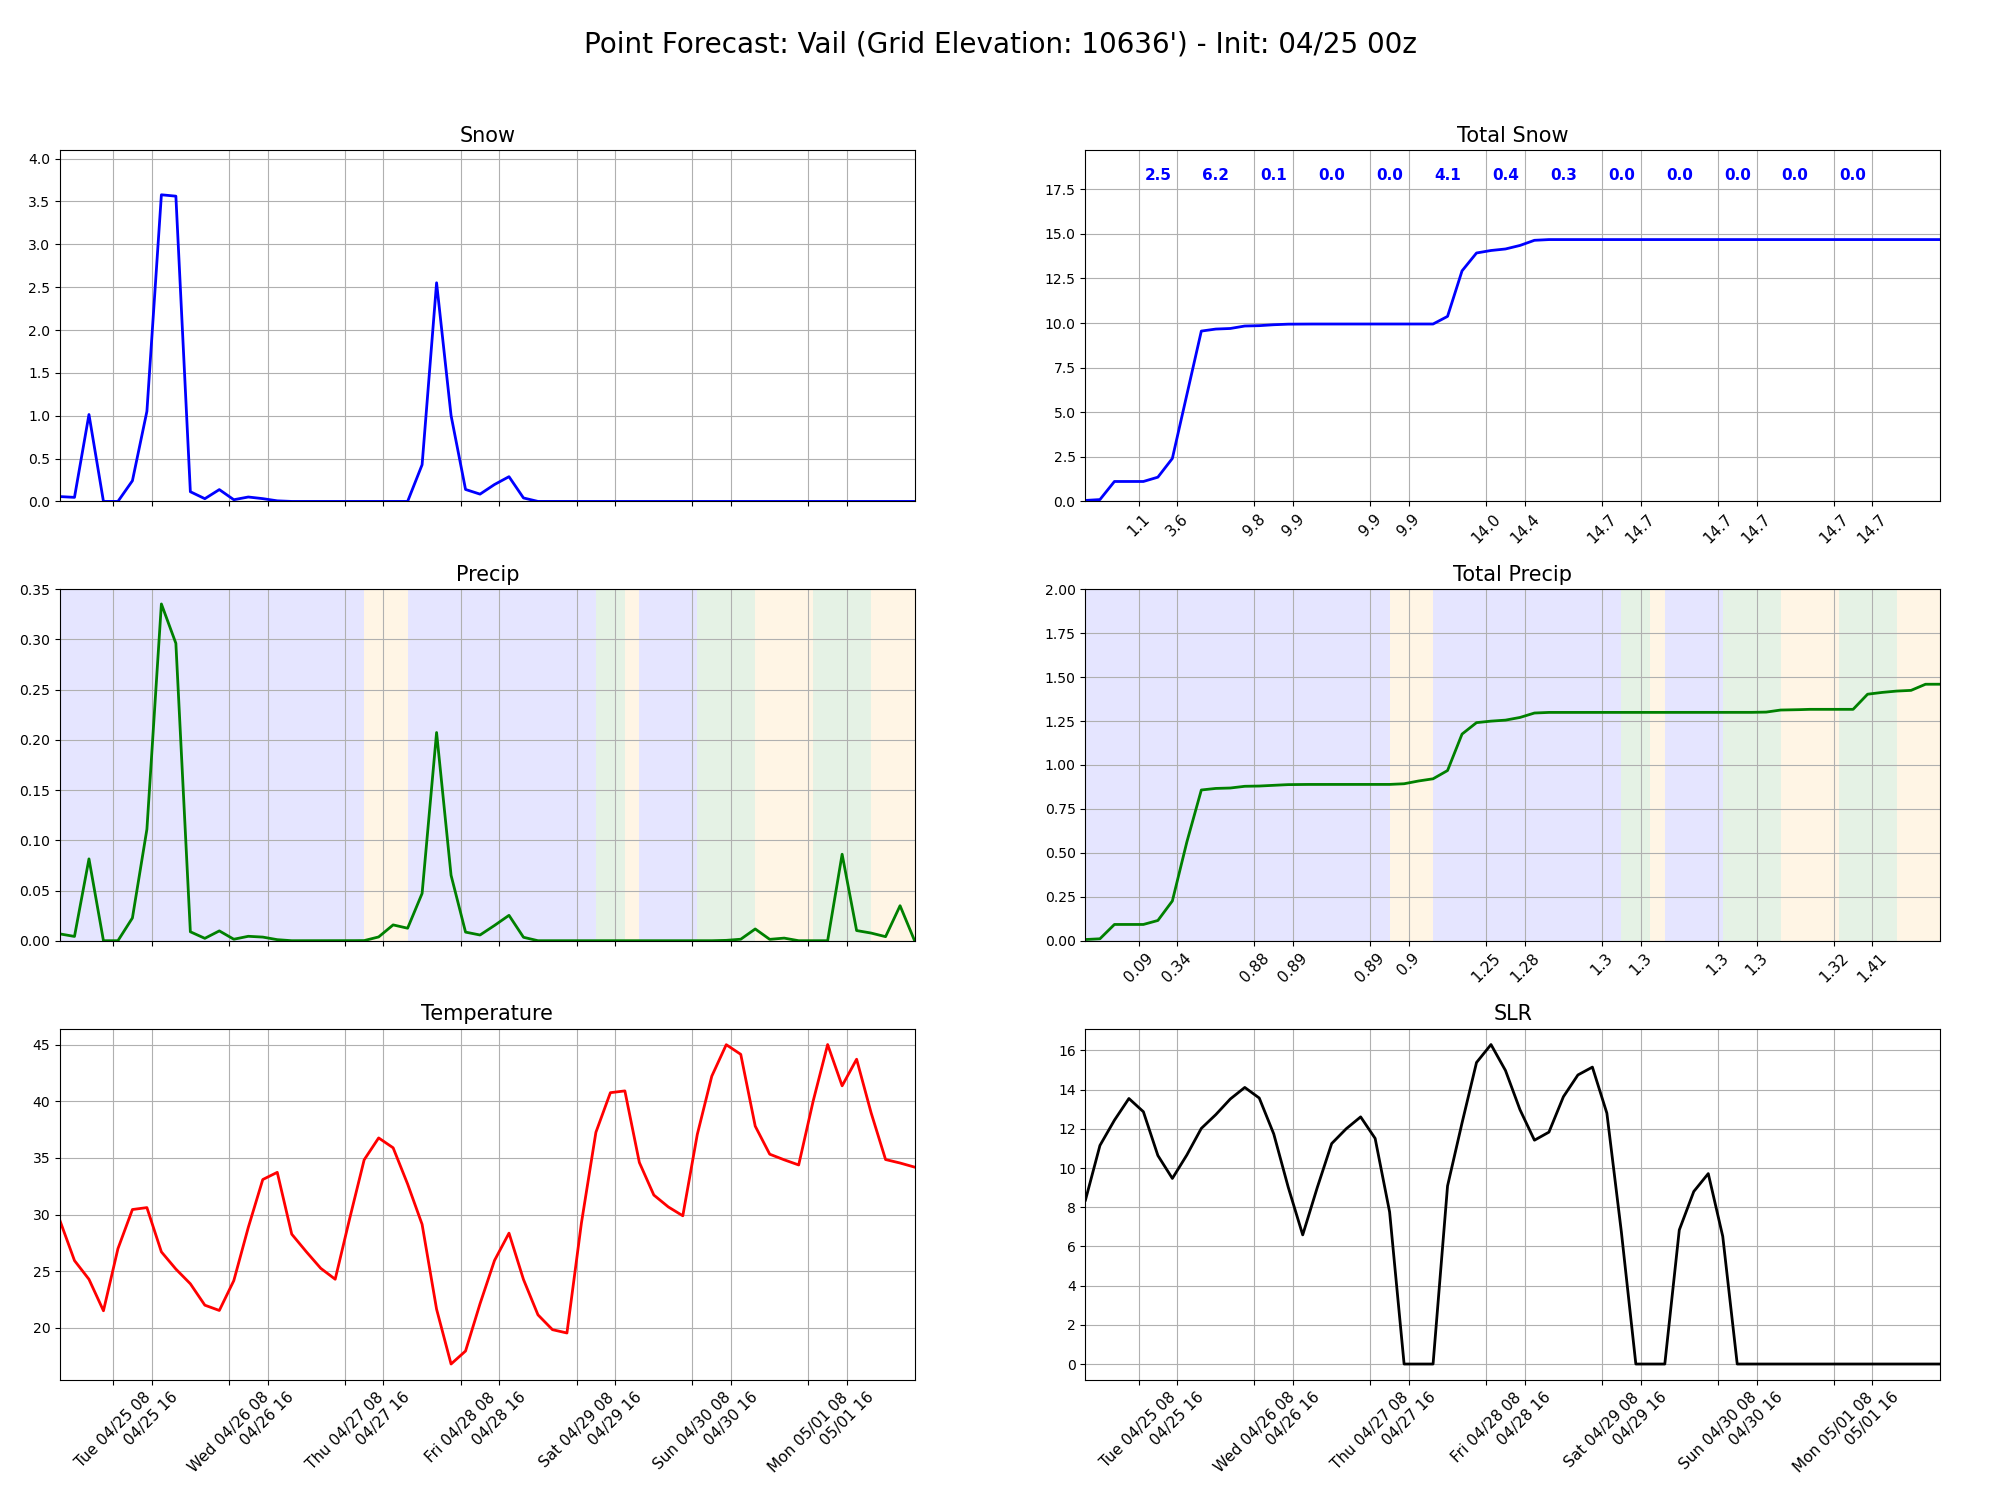 Point Forecast: Vail (Grid Elevation: 10636') - Init: 04/25 00z
Snow
4.0
3.5
3.0
2.5
2.0
1.5
1.0
0.5
0.0
Total Snow
2.5 6.2 0.1 0.0 0.0 4.1 0.4 0.3 0.0 0.0 0.0 0.0 0.0
17.5
15.0
12.5
10.0
7.5
5.0
2.5
0.0
1.1 3.6 9.8 9.9 9.9 9.9 14.0 14.4 14.7 14.7 14.7 14.7 14.7 14.7
Precip
0.35
0.30
0.25
0.20
0.15
0.10
0.05
0.00
Total Precip
2.00
1.75
1.50
1.25
1.00
0.75
0.50
0.25
0.00
0.09 0.34 0.88 0.89 0.89 0.9 1.25 1.28 1.3 1.3 1.3 1.3 1.32 1.41
Temperature
45
40
35
30
25
20
Tue 04/25 08
04/25 16
Wed 04/26 08
04/26 16
Thu 04/27 08
04/27 16
Fri 04/28 08
04/28 16
Sat 04/29 08
04/29 16
Sun 04/30 08
04/30 16
Mon 05/01 08
05/01 16
SLR
16
14
12
10
8
6
4
2
0
Tue 04/25 08
04/25 16
Wed 04/26 08
04/26 16
Thu 04/27 08
04/27 16
Fri 04/28 08
04/28 16
Sat 04/29 08
04/29 16
Sun 04/30 08
04/30 16
Mon 05/01 08
05/01 16